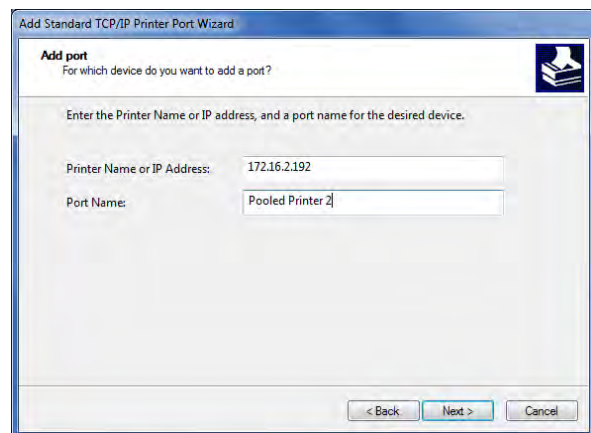 Add Standard TCP/IP Printer Port Wizard
Add port
For which device do you want to add a port?
Enter the Printer Name or IP address, and a port name for the desired device.
Printer Name or IP Address: 172.16.2.192
Port Name: Pooled Printer 2
< Back Next > Cancel